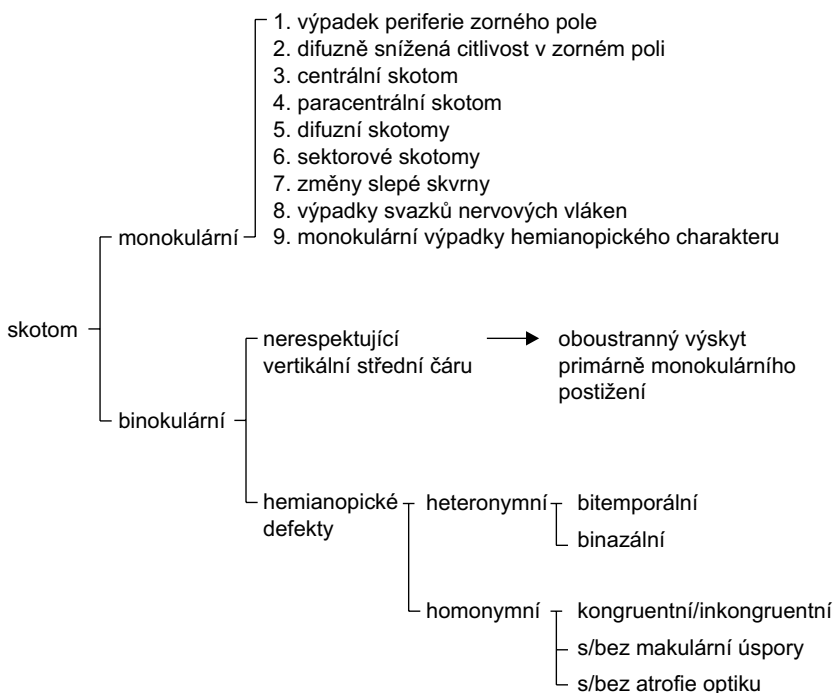 1. výpadek periferie zorného pole
2. difuzně snížená citlivost v zorném poli
3. centrální skotom
4. paracentrální skotom
5. difuzní skotomy
6. sektorové skotomy
7. změny slepé skvrny
8. výpadky svazků nervových vláken
9. monokulární výpadky hemianopického charakteru
monokulární
skotom
binokulární
nerespektující
vertikální střední čáru
oboustranný výskyt
primárně monokulárního
postižení
hemianopické
defekty
heteronymní
bitemporální
binazální
homonymní
kongruentní/inkongruentní
s/bez makulární úspory
s/bez atrofie optiku